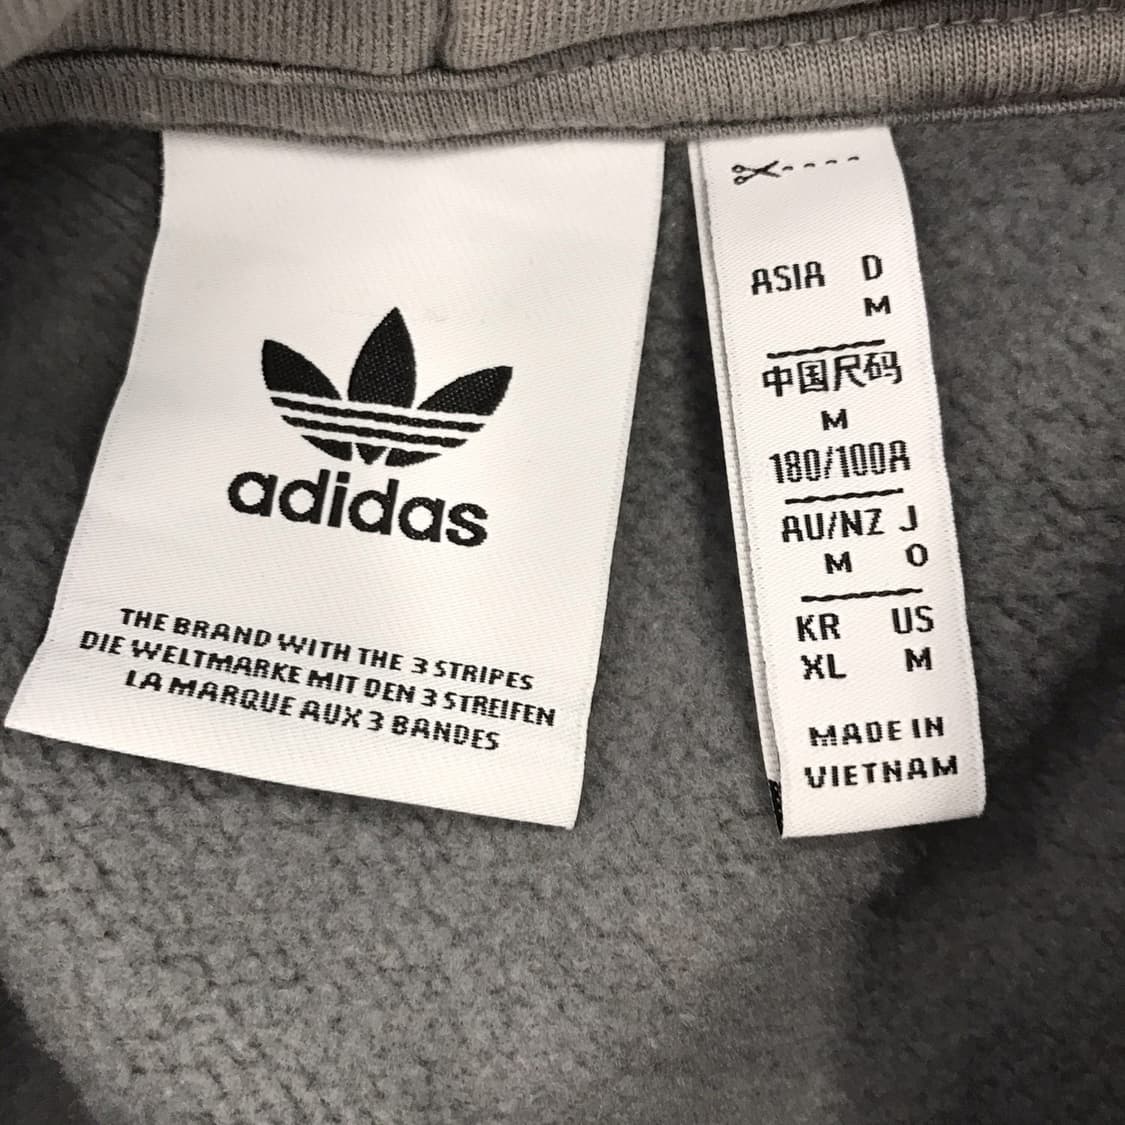 adidas
THE BRAND WITH THE 3 STRIPES
DIE WELTMARKE MIT DEN 3 STREIFEN
LA MARQUE AUX 3 BANDES
ASIA D
M
中国尺码
M
180/100A
AU/NZ J
M O
KR US
XL M
MADE IN
VIETNAM